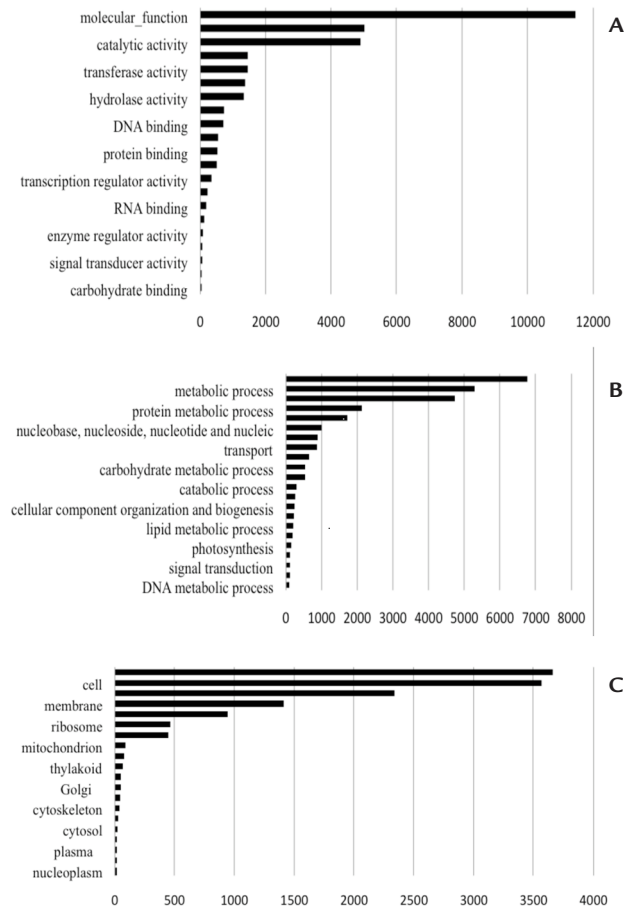 molecular_function
A
catalytic activity
transferase activity
hydrolase activity
DNA binding
protein binding
transcription regulator activity
RNA binding
enzyme regulator activity
signal transducer activity
carbohydrate binding
0 2000 4000 6000 8000 10000 12000
B
metabolic process
protein metabolic process
nucleobase, nucleoside, nucleotide and nucleic
transport
carbohydrate metabolic process
catabolic process
cellular component organization and biogenesis
lipid metabolic process
photosynthesis
signal transduction
DNA metabolic process
0 1000 2000 3000 4000 5000 6000 7000 8000
C
cell
membrane
ribosome
mitochondrion
thylakoid
Golgi
cytoskeleton
cytosol
plasma
nucleoplasm
0 500 1000 1500 2000 2500 3000 3500 4000